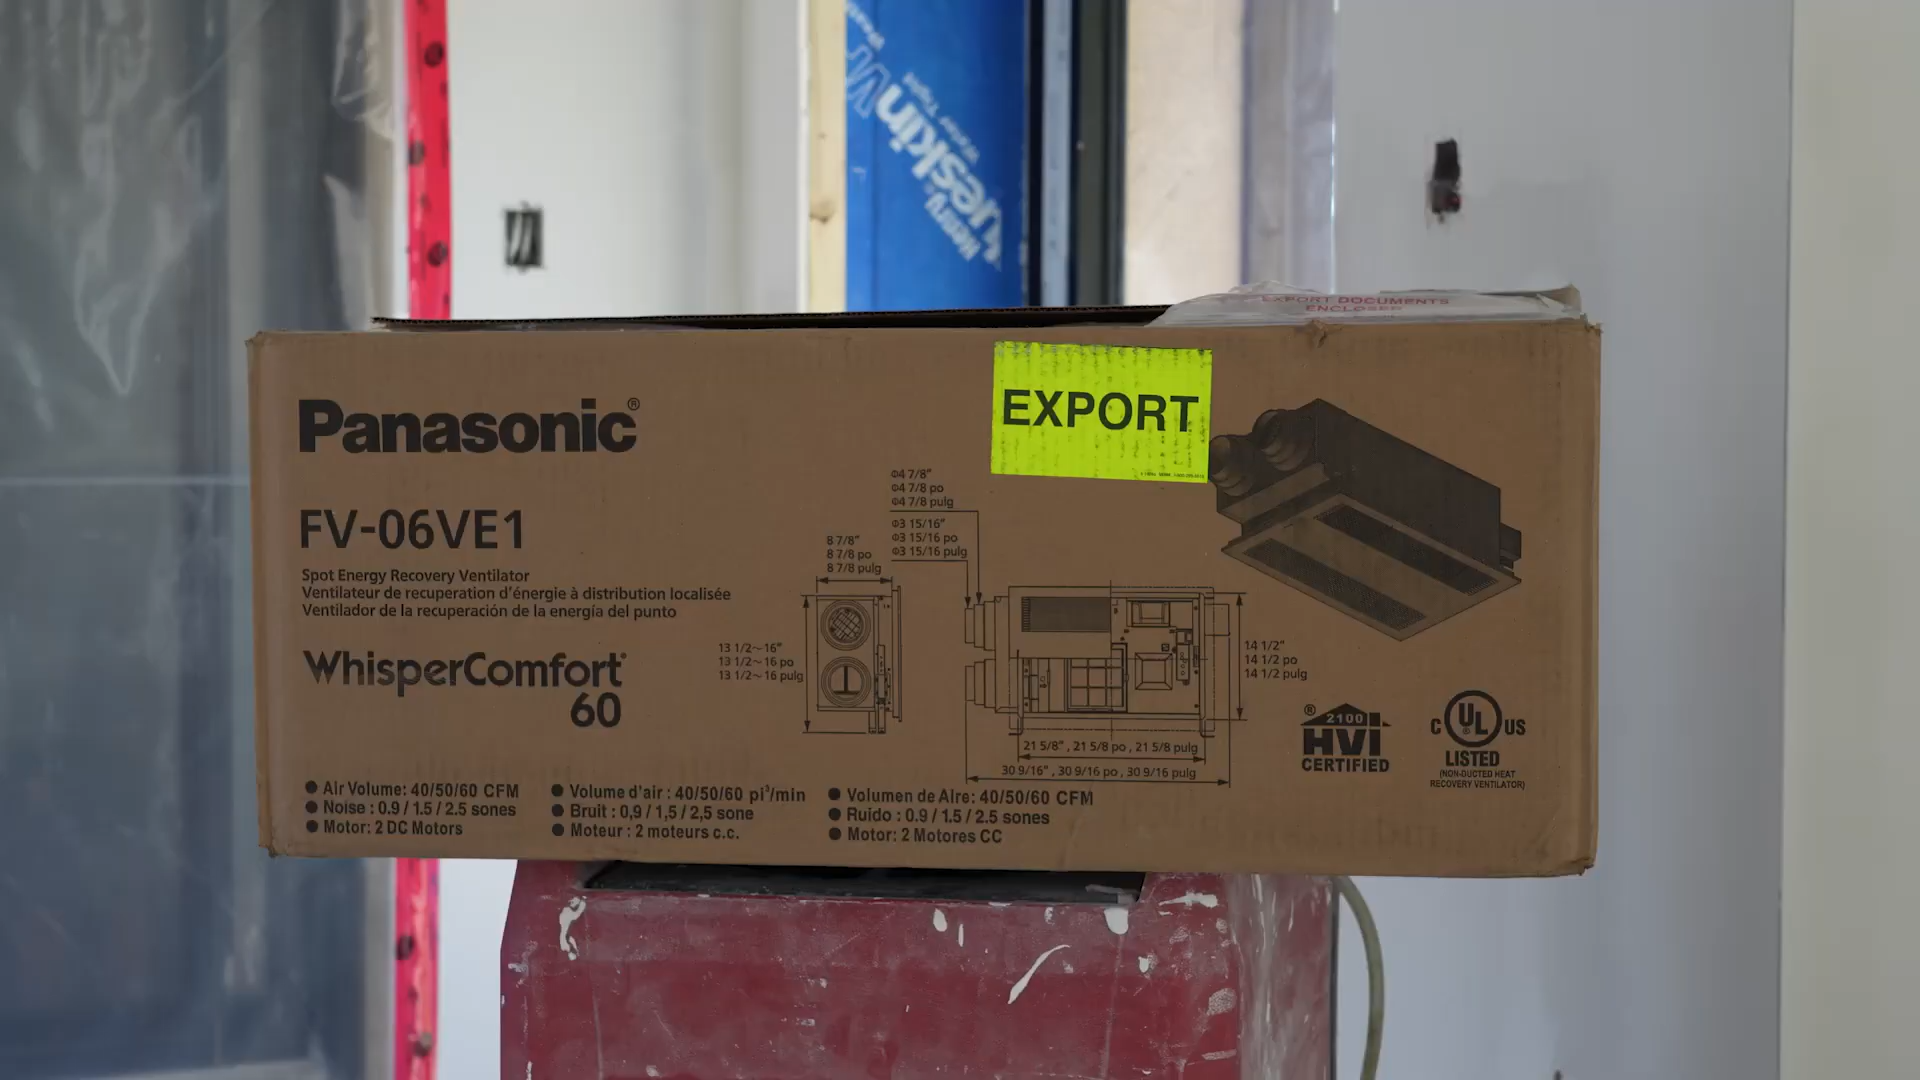 Henry
Blueskin
Water Tight
EXPORT DOCUMENTS
ENCLOSED
EXPORT
Panasonic®
FV-06VE1
Spot Energy Recovery Ventilator
Ventilateur de recuperation d'énergie à distribution localisée
Ventilador de la recuperación de la energía del punto
WhisperComfort®
60
Φ4 7/8"
Φ4 7/8 po
Φ4 7/8 pulg
Φ3 15/16"
Φ3 15/16 po
Φ3 15/16 pulg
8 7/8"
8 7/8 po
8 7/8 pulg
13 1/2~16"
13 1/2~16 po
13 1/2~16 pulg
14 1/2"
14 1/2 po
14 1/2 pulg
21 5/8" , 21 5/8 po , 21 5/8 pulg
30 9/16" , 30 9/16 po , 30 9/16 pulg
® 2100
HVI
CERTIFIED
C UL® US
LISTED
(NON-DUCTED HEAT
RECOVERY VENTILATOR)
● Air Volume: 40/50/60 CFM
● Noise : 0.9 / 1.5 / 2.5 sones
● Motor: 2 DC Motors
● Volume d'air : 40/50/60 pi³/min
● Bruit : 0,9 / 1,5 / 2,5 sone
● Moteur : 2 moteurs c.c.
● Volumen de Aire: 40/50/60 CFM
● Ruido : 0.9 / 1.5 / 2.5 sones
● Motor: 2 Motores CC